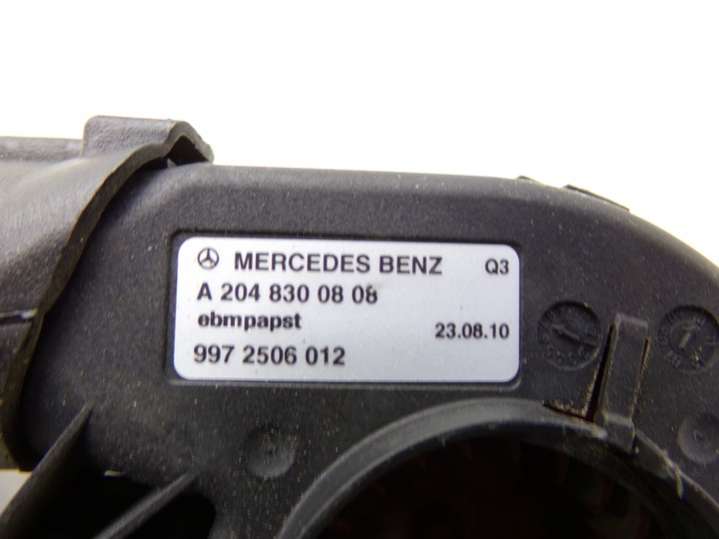 MERCEDES BENZ Q3
A 204 830 08 08
ebmpapst 23.08.10
997 2506 012